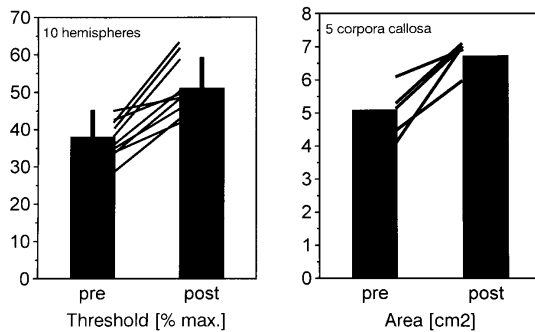 10 hemispheres
70
60
50
40
30
20
10
0
pre post
Threshold [% max.]
5 corpora callosa
8
7
6
5
4
3
2
1
0
pre post
Area [cm2]